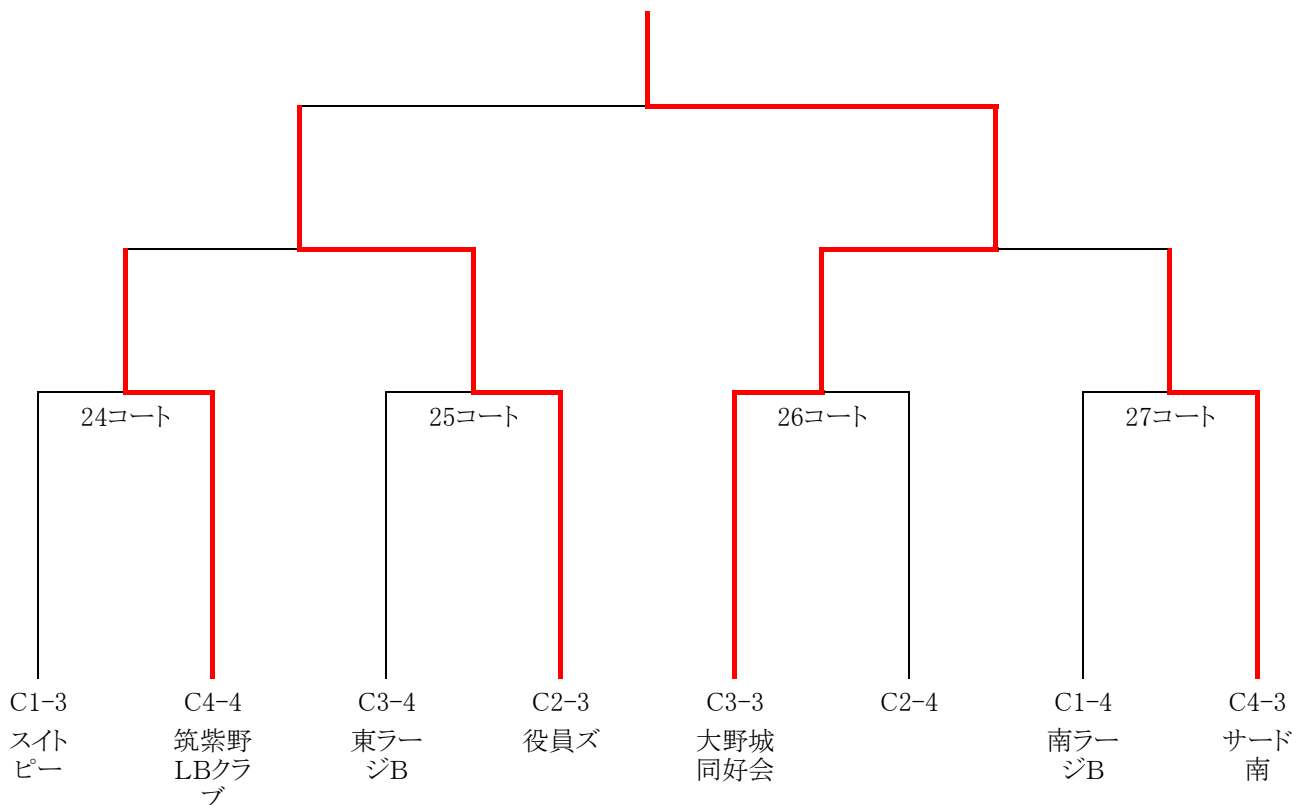 24コート
25コート
26コート
27コート
C1-3
C4-4
C3-4
C2-3
C3-3
C2-4
C1-4
C4-3
スイト
ピー
筑紫野
LBクラ
ブ
東ラー
ジB
役員ズ
大野城
同好会
南ラー
ジB
サード
南